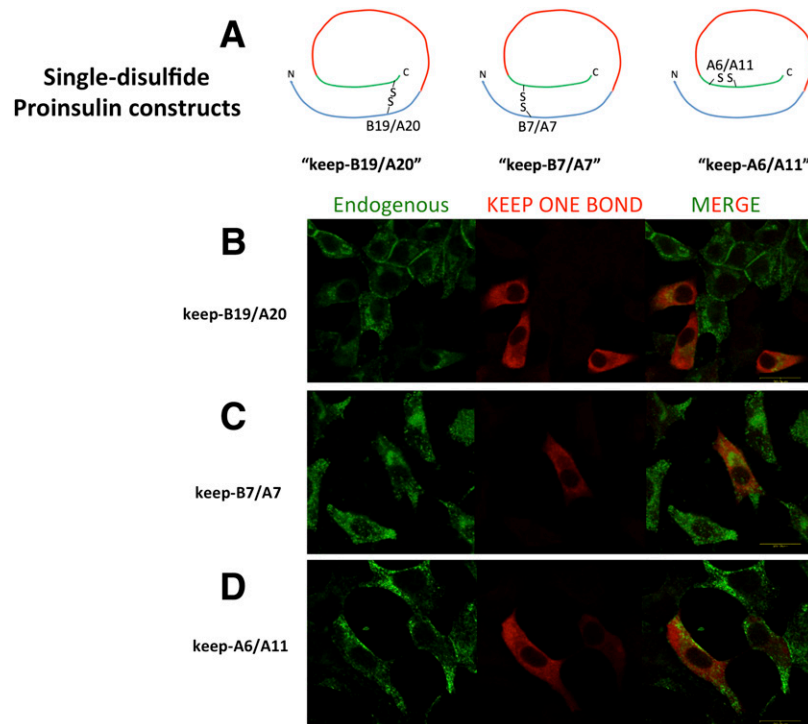 A
Single-disulfide
Proinsulin constructs
N
C
S
S
B19/A20
"keep-B19/A20"
N
C
S
S
B7/A7
"keep-B7/A7"
A6/A11
N
S S
C
"keep-A6/A11"
Endogenous KEEP ONE BOND MERGE
B
keep-B19/A20
C
keep-B7/A7
D
keep-A6/A11